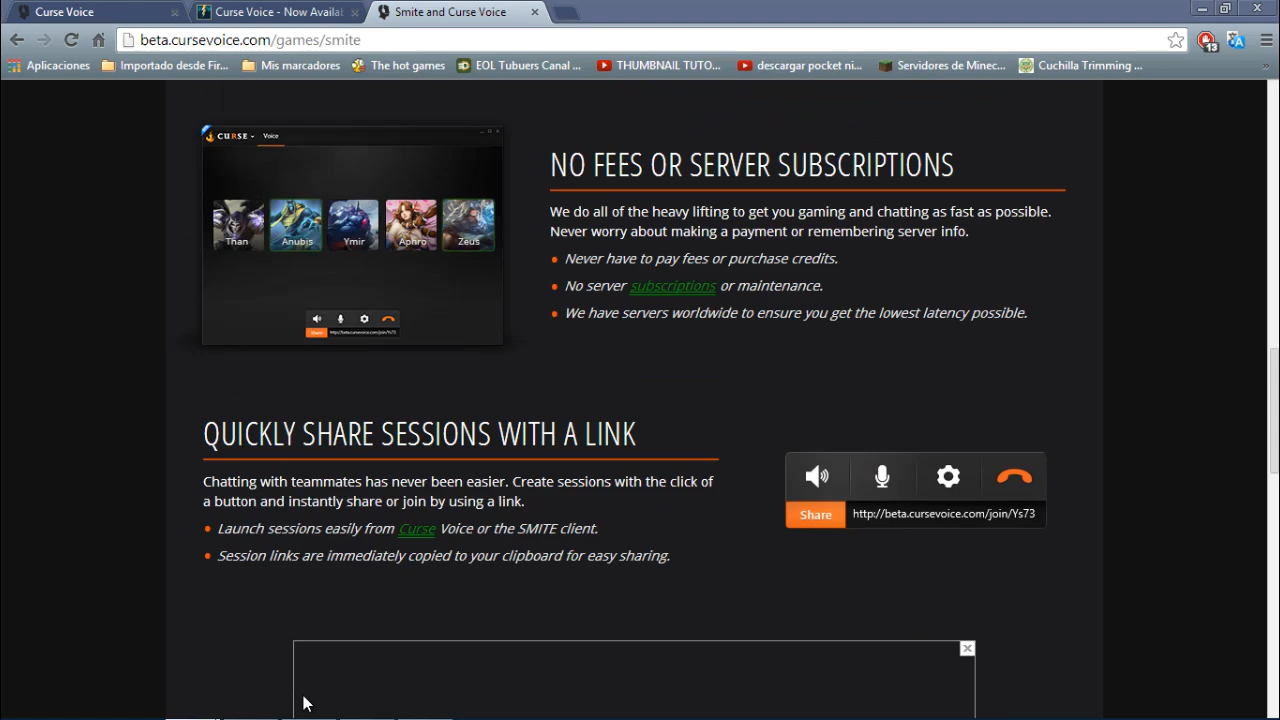 Curse Voice
Curse Voice - Now Availal
Smite and Curse Voice
beta.cursevoice.com/games/smite
13
Aplicaciones
Importado desde Fir...
Mis marcadores
The hot games
EOL Tubuers Canal ...
THUMBNAIL TUTO...
descargar pocket ni...
Servidores de Minec...
Cuchilla Trimming ...
CURSE
Voice
Than
Anubis
Ymir
Aphro
Zeus
Share
http://beta.cursevoice.com/join/Ys73
NO FEES OR SERVER SUBSCRIPTIONS
We do all of the heavy lifting to get you gaming and chatting as fast as possible.
Never worry about making a payment or remembering server info.
Never have to pay fees or purchase credits.
No server subscriptions or maintenance.
We have servers worldwide to ensure you get the lowest latency possible.
QUICKLY SHARE SESSIONS WITH A LINK
Chatting with teammates has never been easier. Create sessions with the click of
a button and instantly share or join by using a link.
Launch sessions easily from Curse Voice or the SMITE client.
Session links are immediately copied to your clipboard for easy sharing.
Share
http://beta.cursevoice.com/join/Ys73